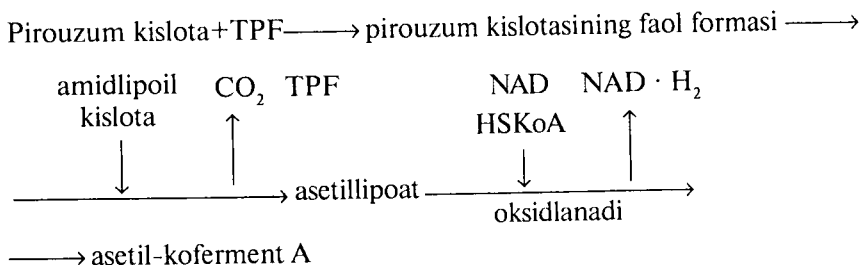 Pirouzum kislota+TPF⟶pirouzum kislotasining faol formasi⟶
amidlipoil CO₂ TPF NAD NAD · H₂
kislota HSKoA
⟶asetillipoat⟶
oksidlanadi
⟶asetil-koferment A